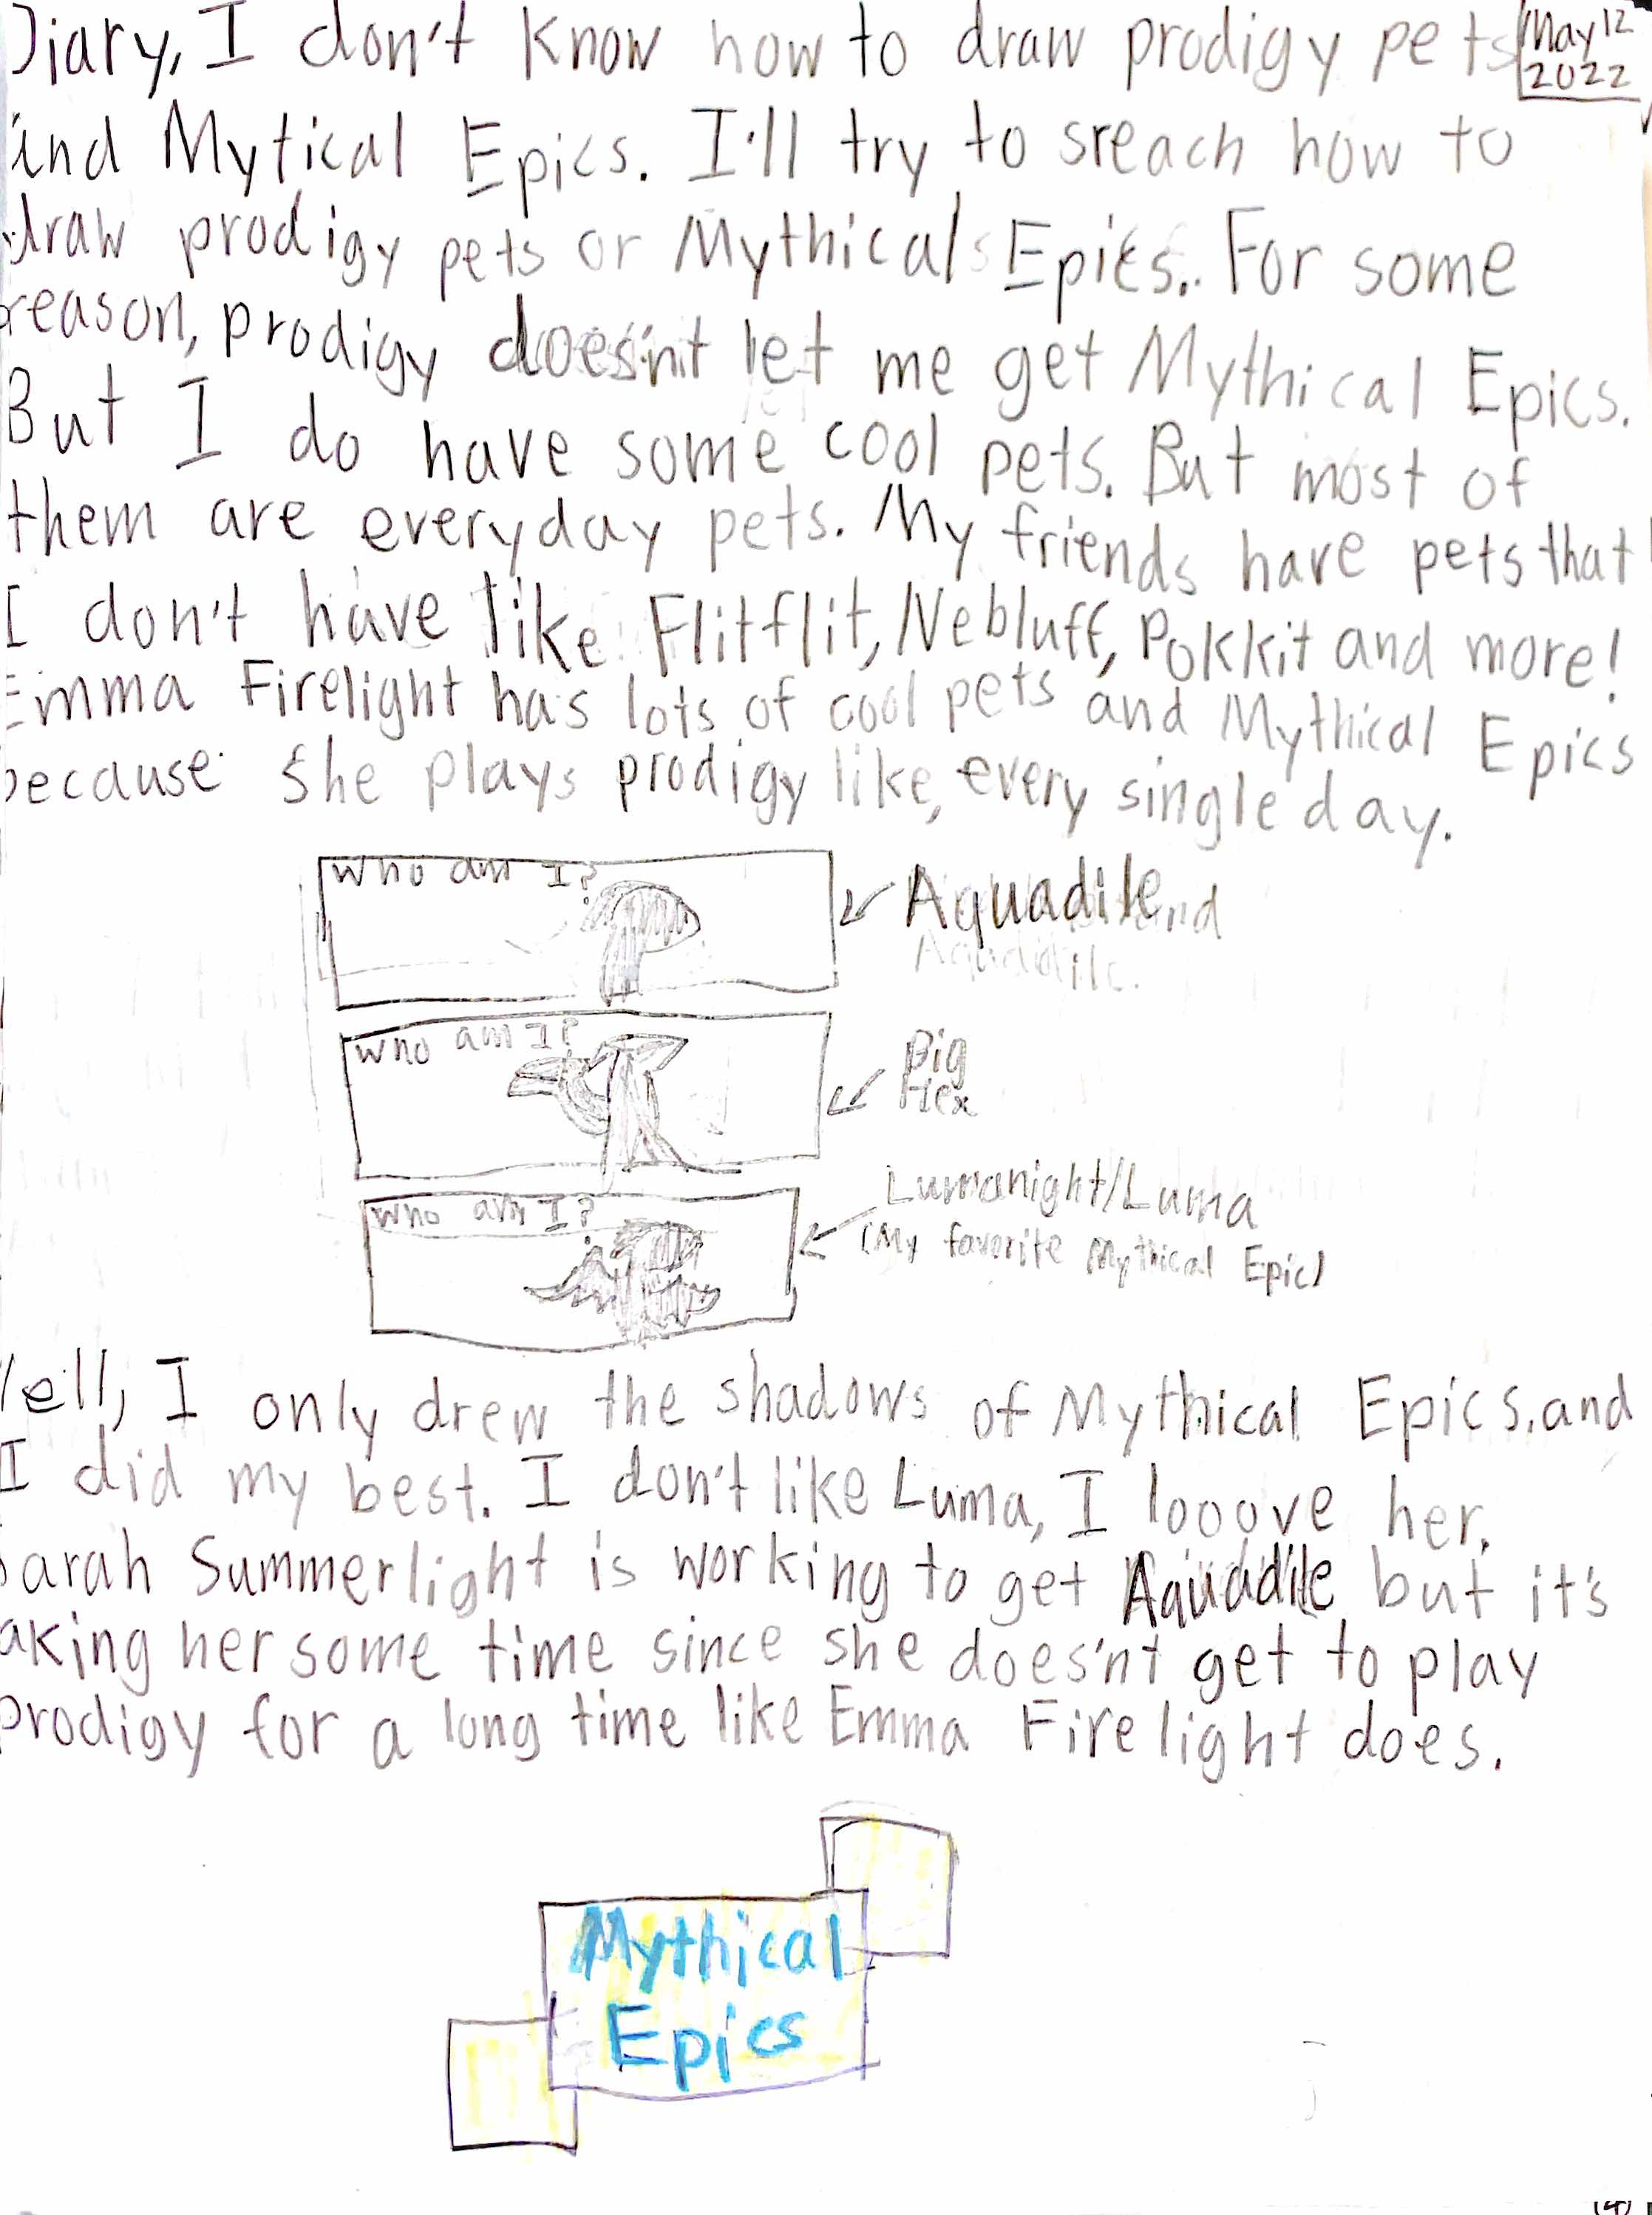 Diary, I don't know how to draw prodigy pets
May 12
2022
and Mytical Epics. I'll try to sreach how to
draw prodigy pets or Mythical Epics. For some
reason, prodigy does'nt let me get Mythical Epics.
But I do have some cool pets. But most of
them are everyday pets. My friends have pets that
I don't have like Flitflit, Nebluff, Pokkit and more!
Emma Firelight has lots of cool pets and Mythical Epics
because she plays prodigy like, every single day.
Who am I?
Aquadile
Who am I?
Big
Hex
Who am I?
Lumanight/Luma
(My favorite Mythical Epic)
Well, I only drew the shadows of Mythical Epics, and
I did my best. I don't like Luma, I looove her.
Sarah Summerlight is working to get Aquadile but it's
taking her some time since she does'nt get to play
prodigy for a long time like Emma Firelight does.
Mythical
Epics